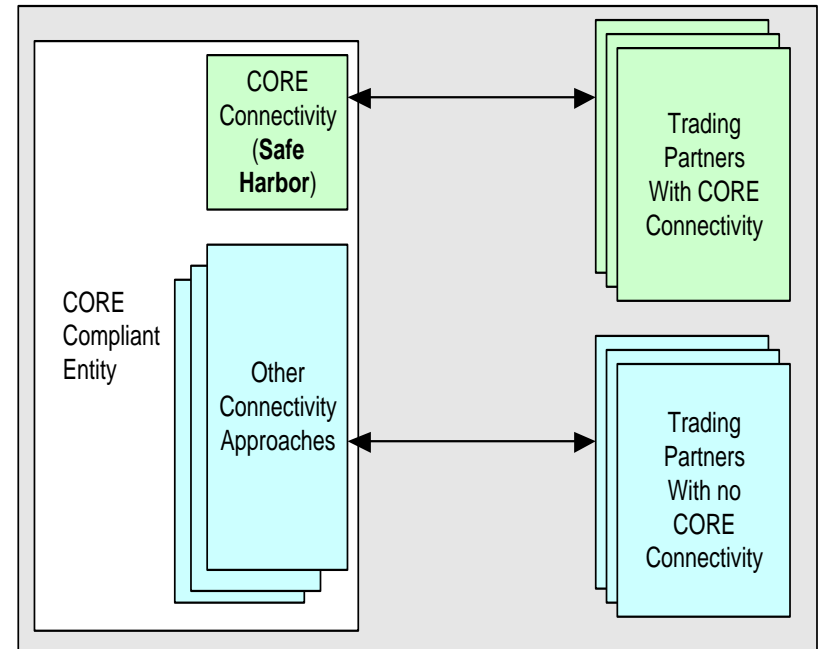 CORE
Connectivity
(Safe
Harbor)
Trading
Partners
With CORE
Connectivity
CORE
Compliant
Entity
Other
Connectivity
Approaches
Trading
Partners
With no
CORE
Connectivity